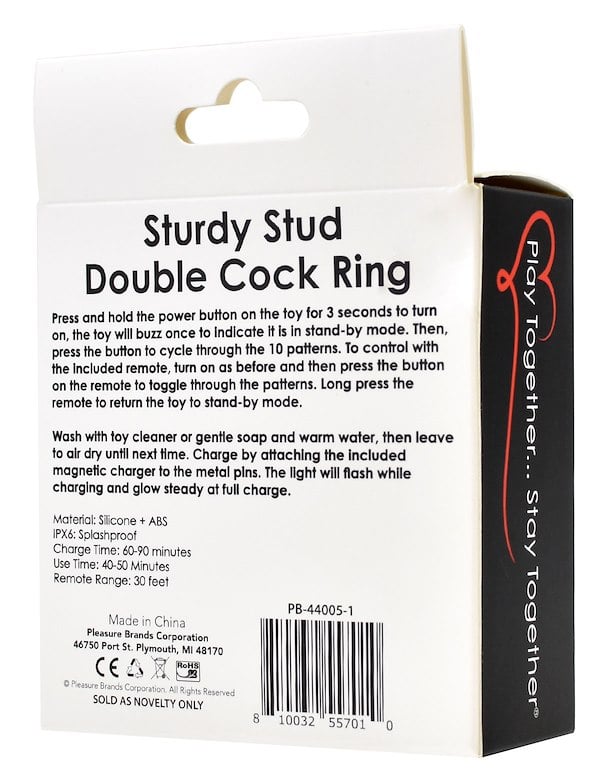 Sturdy Stud
Double Cock Ring
Press and hold the power button on the toy for 3 seconds to turn
on, the toy will buzz once to indicate it is in stand-by mode. Then,
press the button to cycle through the 10 patterns. To control with
the included remote, turn on as before and then press the button
on the remote to toggle through the patterns. Long press the
remote to return the toy to stand-by mode.
Wash with toy cleaner or gentle soap and warm water, then leave
to air dry until next time. Charge by attaching the included
magnetic charger to the metal pins. The light will flash while
charging and glow steady at full charge.
Material: Silicone + ABS
IPX6: Splashproof
Charge Time: 60-90 minutes
Use Time: 40-50 Minutes
Remote Range: 30 feet
Made in China
Pleasure Brands Corporation
46750 Port St. Plymouth, MI 48170
CE RoHS
© Pleasure Brands Corporation. All Rights Reserved
SOLD AS NOVELTY ONLY
PB-44005-1
8 10032 55701 0
Play Together... Stay Together®